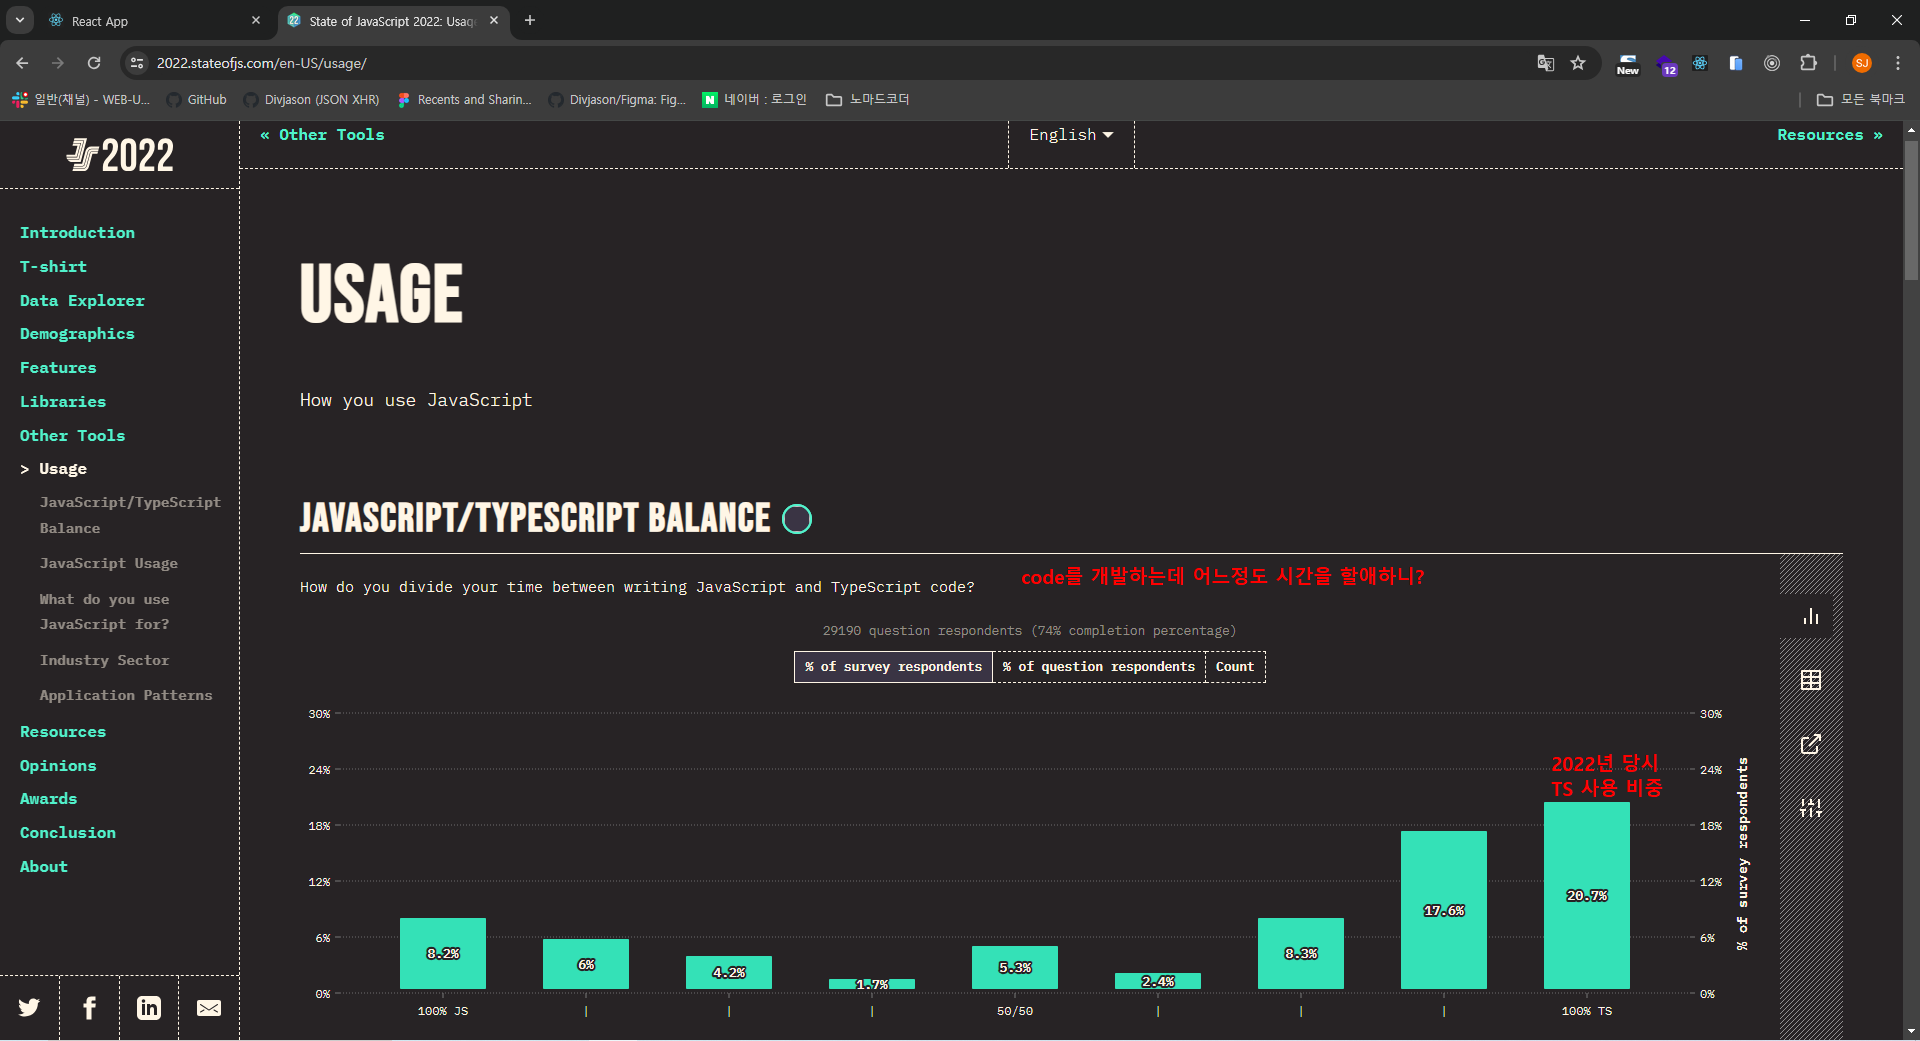 React App
State of JavaScript 2022: Usag
2022.stateofjs.com/en-US/usage/
New
12
SJ
일반(채널) - WEB-U...
GitHub
Divjason (JSON XHR)
Recents and Sharin...
Divjason/Figma: Fig...
N
네이버 : 로그인
노마드코더
모든 북마크
JS 2022
« Other Tools
English
Resources »
Introduction
T-shirt
Data Explorer
Demographics
Features
Libraries
Other Tools
> Usage
JavaScript/TypeScript
Balance
JavaScript Usage
What do you use
JavaScript for?
Industry Sector
Application Patterns
Resources
Opinions
Awards
Conclusion
About
USAGE
How you use JavaScript
JAVASCRIPT/TYPESCRIPT BALANCE
How do you divide your time between writing JavaScript and TypeScript code?
code를 개발하는데 어느정도 시간을 할애하니?
29190 question respondents (74% completion percentage)
% of survey respondents
% of question respondents
Count
30%
24%
18%
12%
6%
0%
8.2%
6%
4.2%
1.7%
5.3%
2.4%
8.3%
17.6%
20.7%
2022년 당시
TS 사용 비중
30%
24%
18%
12%
6%
0%
% of survey respondents
100% JS
50/50
100% TS